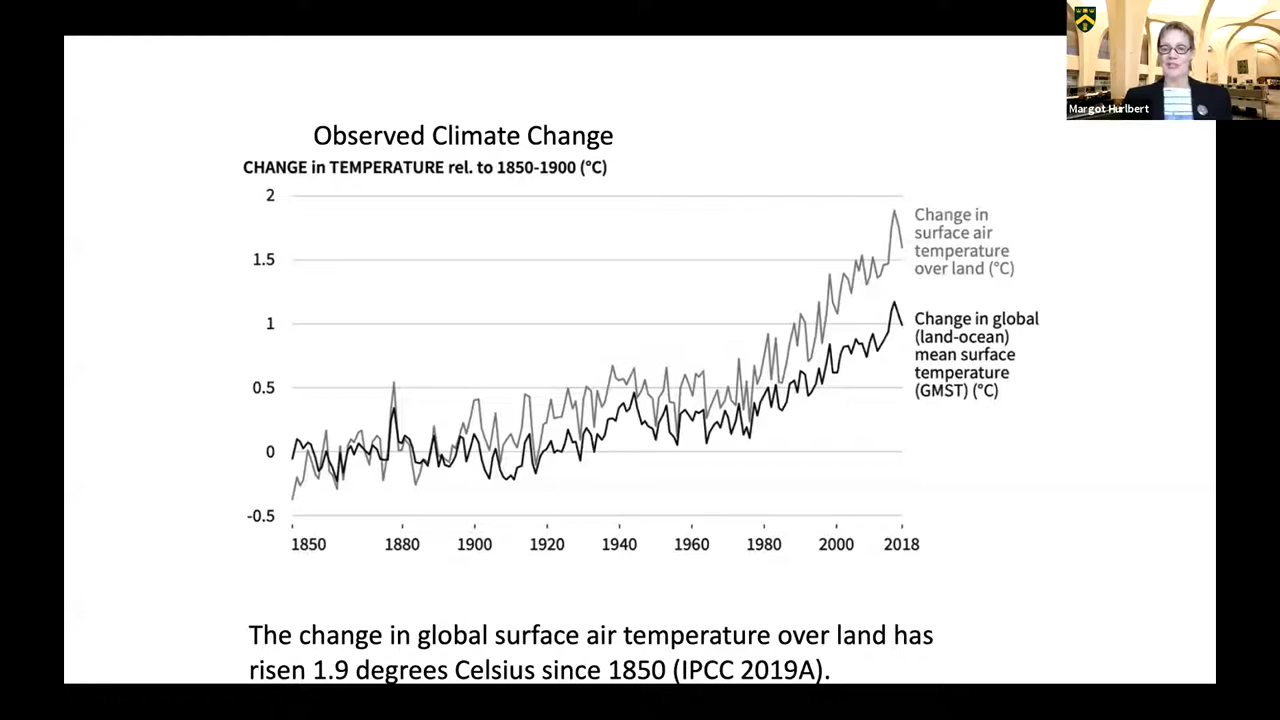 Margot Hurlbert
Observed Climate Change
CHANGE in TEMPERATURE rel. to 1850-1900 (°C)
2
1.5
1
0.5
0
-0.5
Change in
surface air
temperature
over land (°C)
Change in global
(land-ocean)
mean surface
temperature
(GMST) (°C)
1850
1880
1900
1920
1940
1960
1980
2000
2018
The change in global surface air temperature over land has
risen 1.9 degrees Celsius since 1850 (IPCC 2019A).